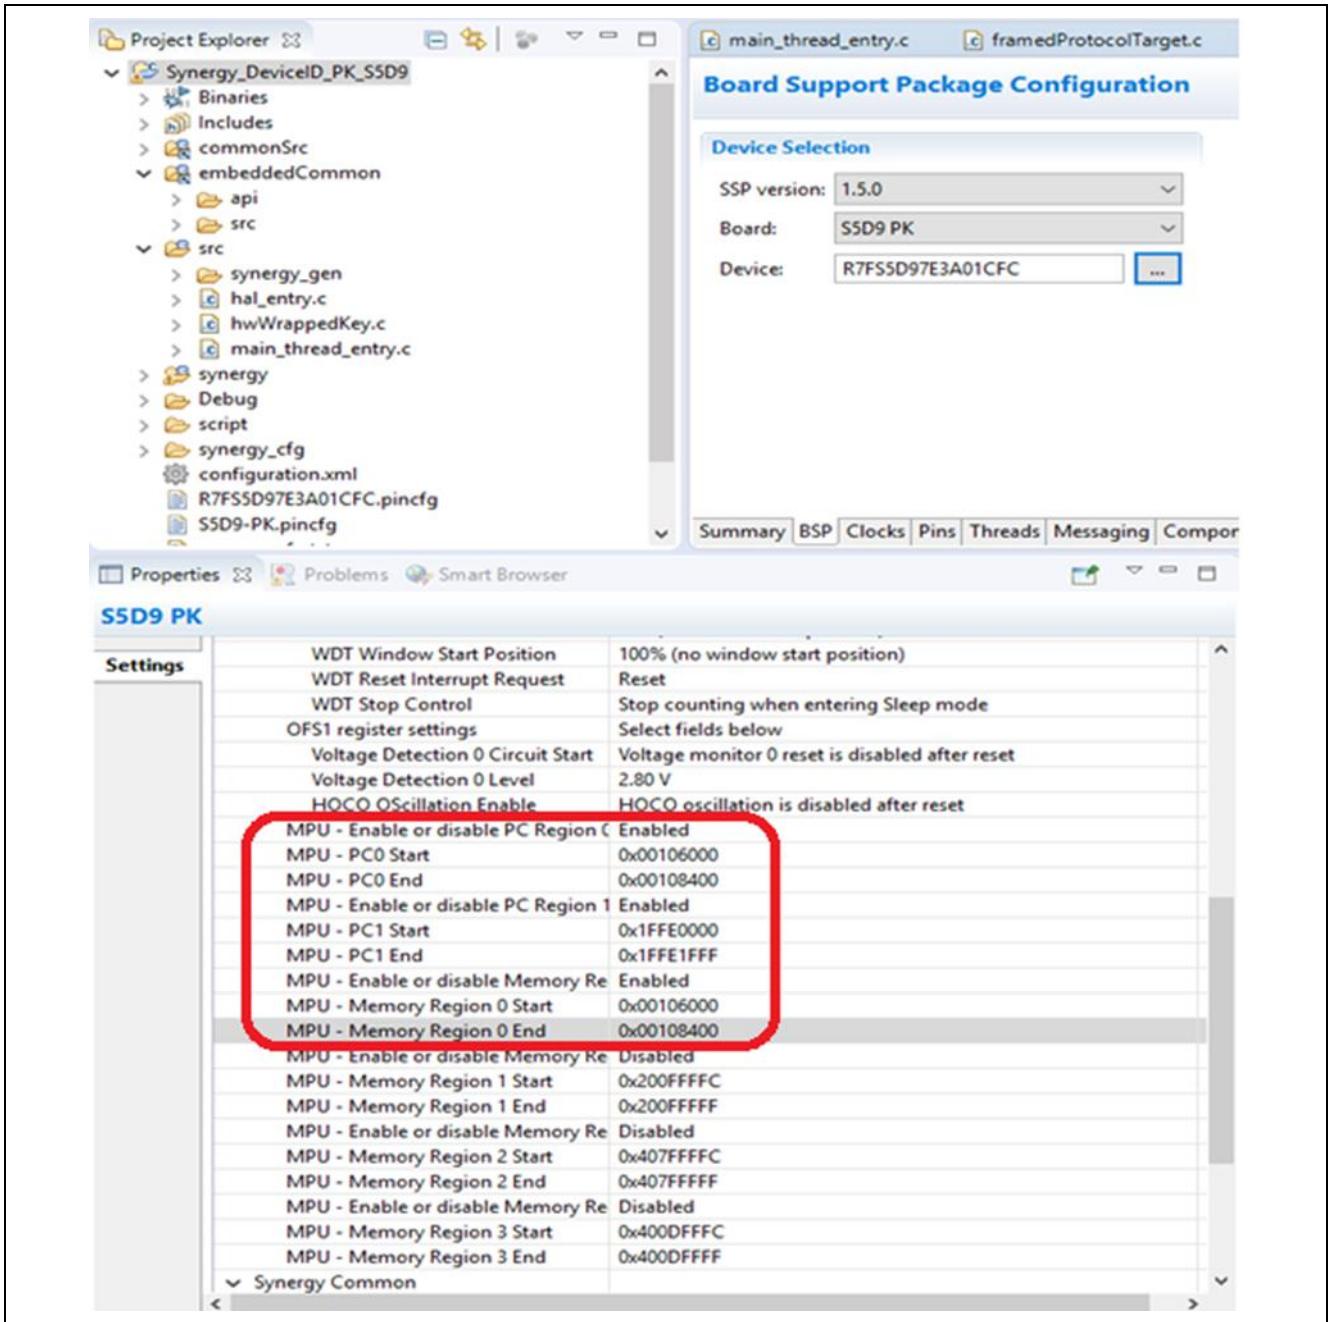 Project Explorer
Synergy_DeviceID_PK_S5D9
Binaries
Includes
commonSrc
embeddedCommon
api
src
src
synergy_gen
hal_entry.c
hwWrappedKey.c
main_thread_entry.c
synergy
Debug
script
synergy_cfg
configuration.xml
R7FS5D97E3A01CFC.pincfg
S5D9-PK.pincfg
main_thread_entry.c framedProtocolTarget.c
Board Support Package Configuration
Device Selection
SSP version: 1.5.0
Board: S5D9 PK
Device: R7FS5D97E3A01CFC ...
Summary BSP Clocks Pins Threads Messaging Compor
Properties Problems Smart Browser
S5D9 PK
Settings
WDT Window Start Position 100% (no window start position)
WDT Reset Interrupt Request Reset
WDT Stop Control Stop counting when entering Sleep mode
OFS1 register settings Select fields below
Voltage Detection 0 Circuit Start Voltage monitor 0 reset is disabled after reset
Voltage Detection 0 Level 2.80 V
HOCO OScillation Enable HOCO oscillation is disabled after reset
MPU - Enable or disable PC Region 0 Enabled
MPU - PC0 Start 0x00106000
MPU - PC0 End 0x00108400
MPU - Enable or disable PC Region 1 Enabled
MPU - PC1 Start 0x1FFE0000
MPU - PC1 End 0x1FFE1FFF
MPU - Enable or disable Memory Re Enabled
MPU - Memory Region 0 Start 0x00106000
MPU - Memory Region 0 End 0x00108400
MPU - Enable or disable Memory Re Disabled
MPU - Memory Region 1 Start 0x200FFFFC
MPU - Memory Region 1 End 0x200FFFFF
MPU - Enable or disable Memory Re Disabled
MPU - Memory Region 2 Start 0x407FFFFC
MPU - Memory Region 2 End 0x407FFFFF
MPU - Enable or disable Memory Re Disabled
MPU - Memory Region 3 Start 0x400DFFFC
MPU - Memory Region 3 End 0x400DFFFF
Synergy Common